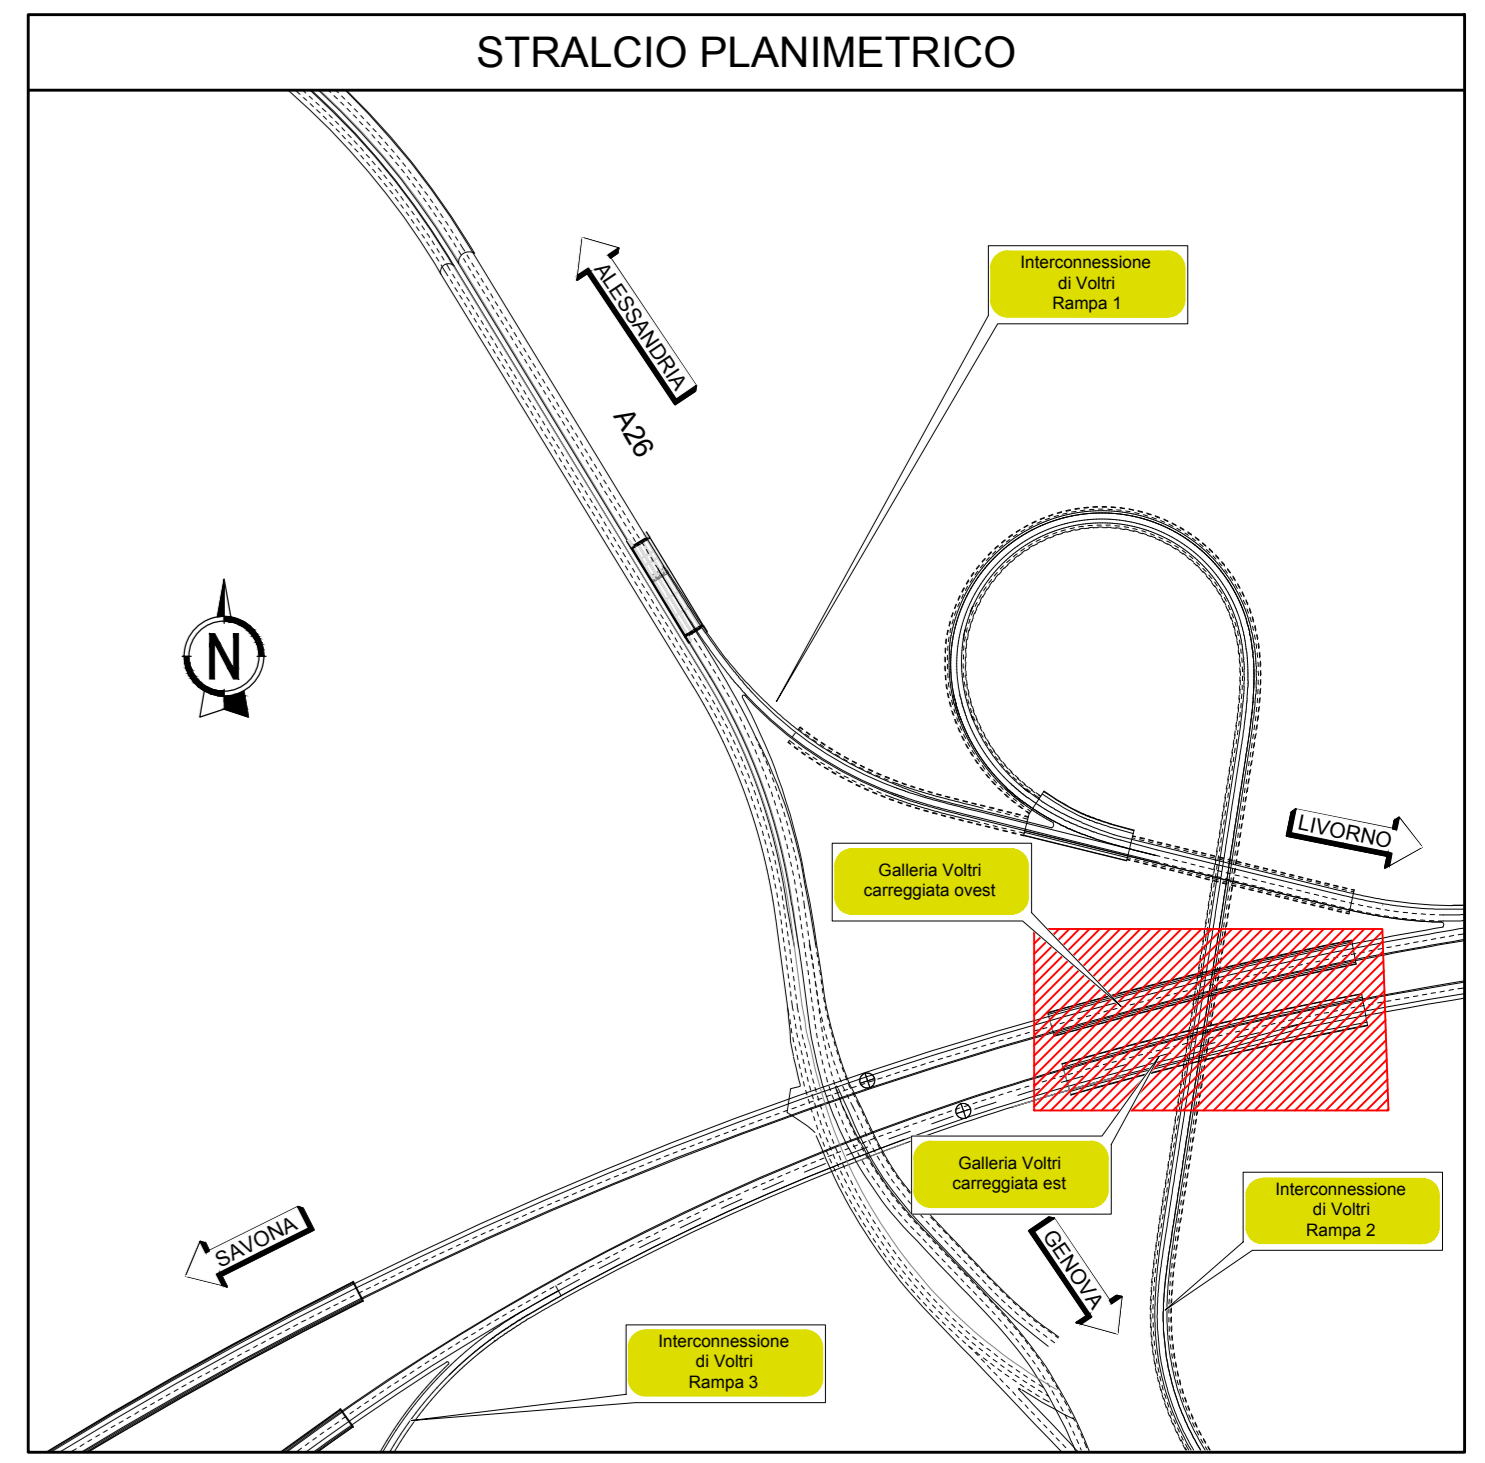 STRALCIO PLANIMETRICO
Interconnessione
di Voltri
Rampa 1
ALESSANDRIA
A26
N
LIVORNO
Galleria Voltri
carreggiata ovest
Galleria Voltri
carreggiata est
Interconnessione
di Voltri
Rampa 2
SAVONA
GENOVA
Interconnessione
di Voltri
Rampa 3